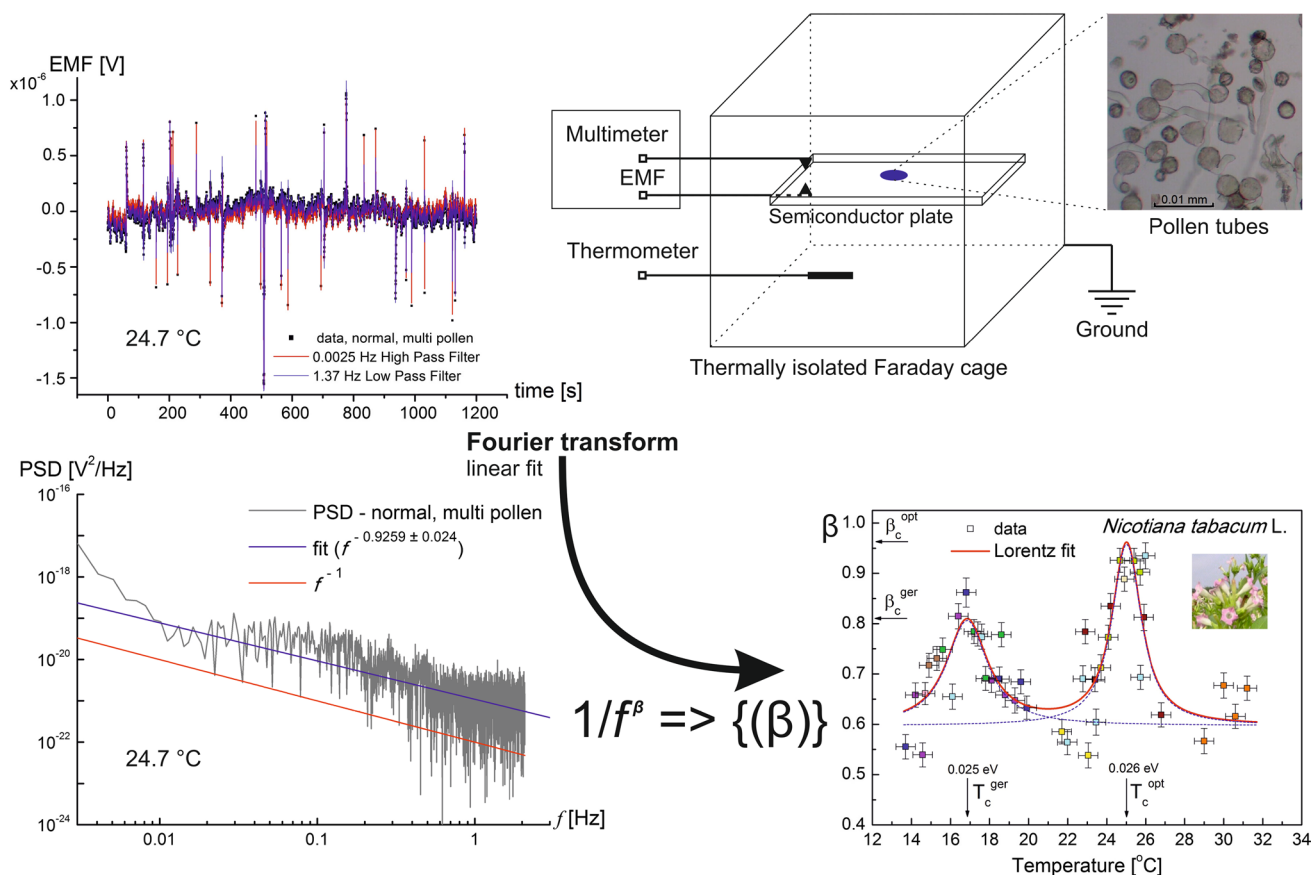 EMF [V]
x10⁻⁶
1.0
0.5
0.0
-0.5
-1.0
-1.5
24.7 °C
data, normal, multi pollen
0.0025 Hz High Pass Filter
1.37 Hz Low Pass Filter
time [s]
0 200 400 600 800 1000 1200
Multimeter
EMF
Thermometer
Semiconductor plate
Ground
Thermally isolated Faraday cage
0.01 mm
Pollen tubes
Fourier transform
linear fit
PSD [V²/Hz]
10⁻¹⁶
10⁻¹⁸
10⁻²⁰
10⁻²²
10⁻²⁴
PSD - normal, multi pollen
fit (f^-0.9259 ± 0.024)
f⁻¹
24.7 °C
f [Hz]
0.01 0.1 1
1/f^β => {(β)}
β
β_c^opt
β_c^ger
1.0
0.9
0.8
0.7
0.6
0.5
0.4
data
Lorentz fit
Nicotiana tabacum L.
0.025 eV
T_c^ger
0.026 eV
T_c^opt
12 14 16 18 20 22 24 26 28 30 32 34
Temperature [°C]